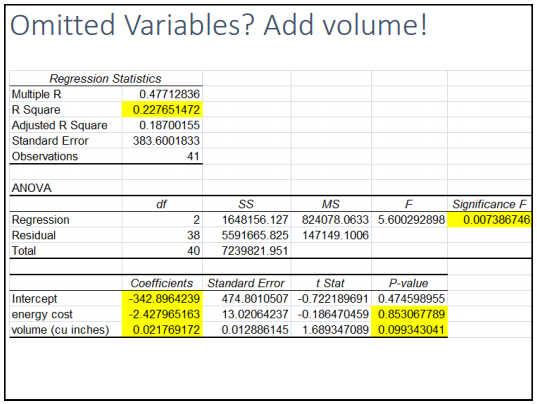 Omitted Variables? Add volume!
Regression Statistics
Multiple R 0.47712836
R Square 0.227651472
Adjusted R Square 0.18700155
Standard Error 383.6001833
Observations 41
ANOVA
df SS MS F Significance F
Regression 2 1648156.127 824078.0633 5.600292898 0.007386746
Residual 38 5591665.825 147149.1006
Total 40 7239821.951
Coefficients Standard Error t Stat P-value
Intercept -342.8964239 474.8010507 -0.722189691 0.474598955
energy cost -2.427965163 13.02064237 -0.186470459 0.853067789
volume (cu inches) 0.021769172 0.012886145 1.689347089 0.099343041